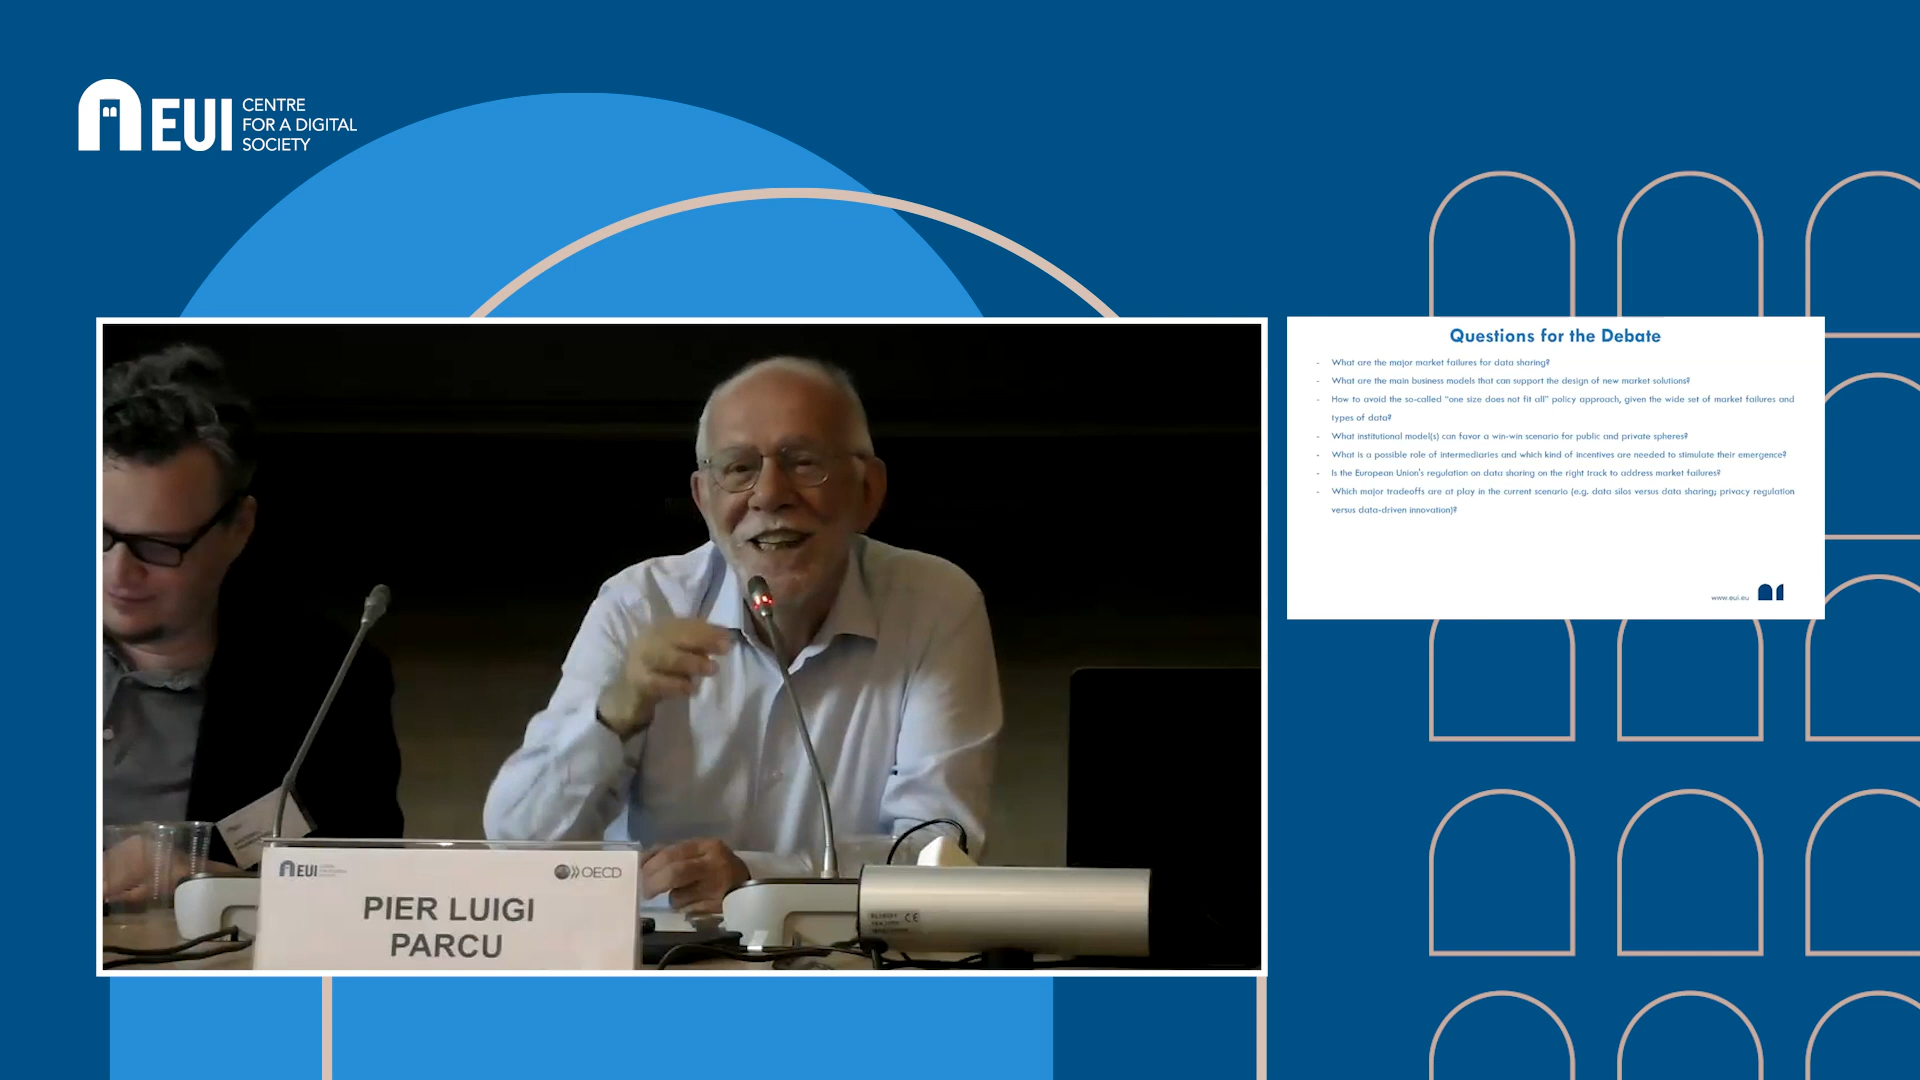 EUI
CENTRE
FOR A DIGITAL
SOCIETY
Questions for the Debate
- What are the major market failures for data sharing?
- What are the main business models that can support the design of new market solutions?
- How to avoid the so-called “one size does not fit all” policy approach, given the wide set of market failures and
types of data?
- What institutional model(s) can favor a win-win scenario for public and private spheres?
- What is a possible role of intermediaries and which kind of incentives are needed to stimulate their emergence?
- Is the European Union's regulation on data sharing on the right track to address market failures?
- Which major tradeoffs are at play in the current scenario (e.g. data silos versus data sharing; privacy regulation
versus data-driven innovation)?
www.eui.eu
EUI
OECD
PIER LUIGI
PARCU
CE